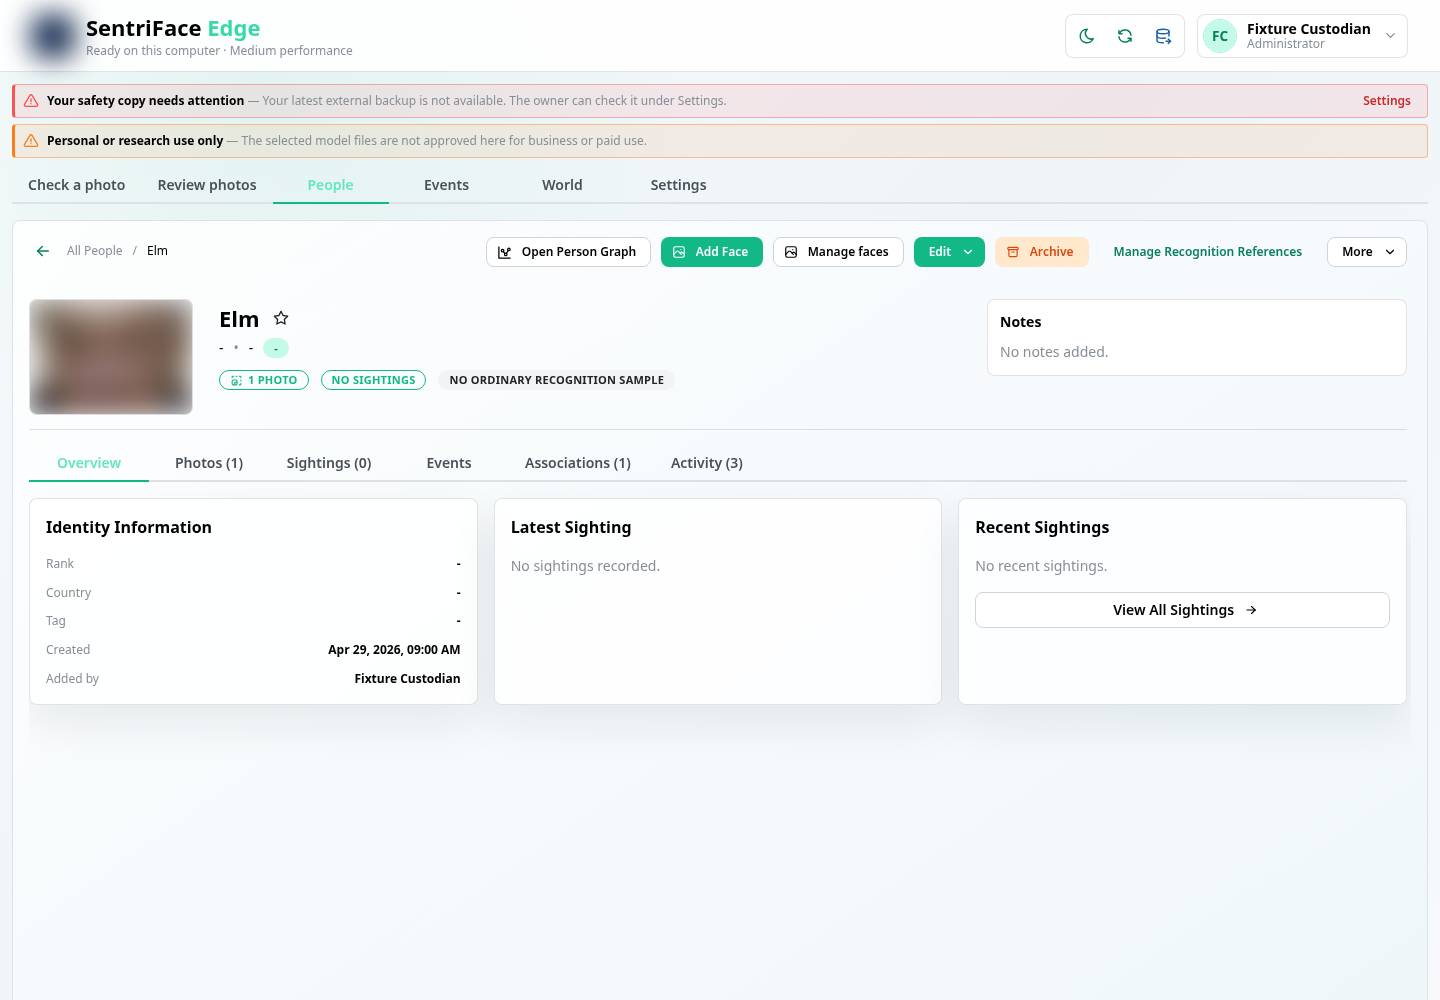 SentriFace Edge
Ready on this computer · Medium performance
FC
Fixture Custodian
Administrator
Your safety copy needs attention — Your latest external backup is not available. The owner can check it under Settings.
Settings
Personal or research use only — The selected model files are not approved here for business or paid use.
Check a photo
Review photos
People
Events
World
Settings
All People / Elm
Open Person Graph
Add Face
Manage faces
Edit
Archive
Manage Recognition References
More
Elm
- • - -
1 PHOTO
NO SIGHTINGS
NO ORDINARY RECOGNITION SAMPLE
Notes
No notes added.
Overview
Photos (1)
Sightings (0)
Events
Associations (1)
Activity (3)
Identity Information
Rank -
Country -
Tag -
Created Apr 29, 2026, 09:00 AM
Added by Fixture Custodian
Latest Sighting
No sightings recorded.
Recent Sightings
No recent sightings.
View All Sightings